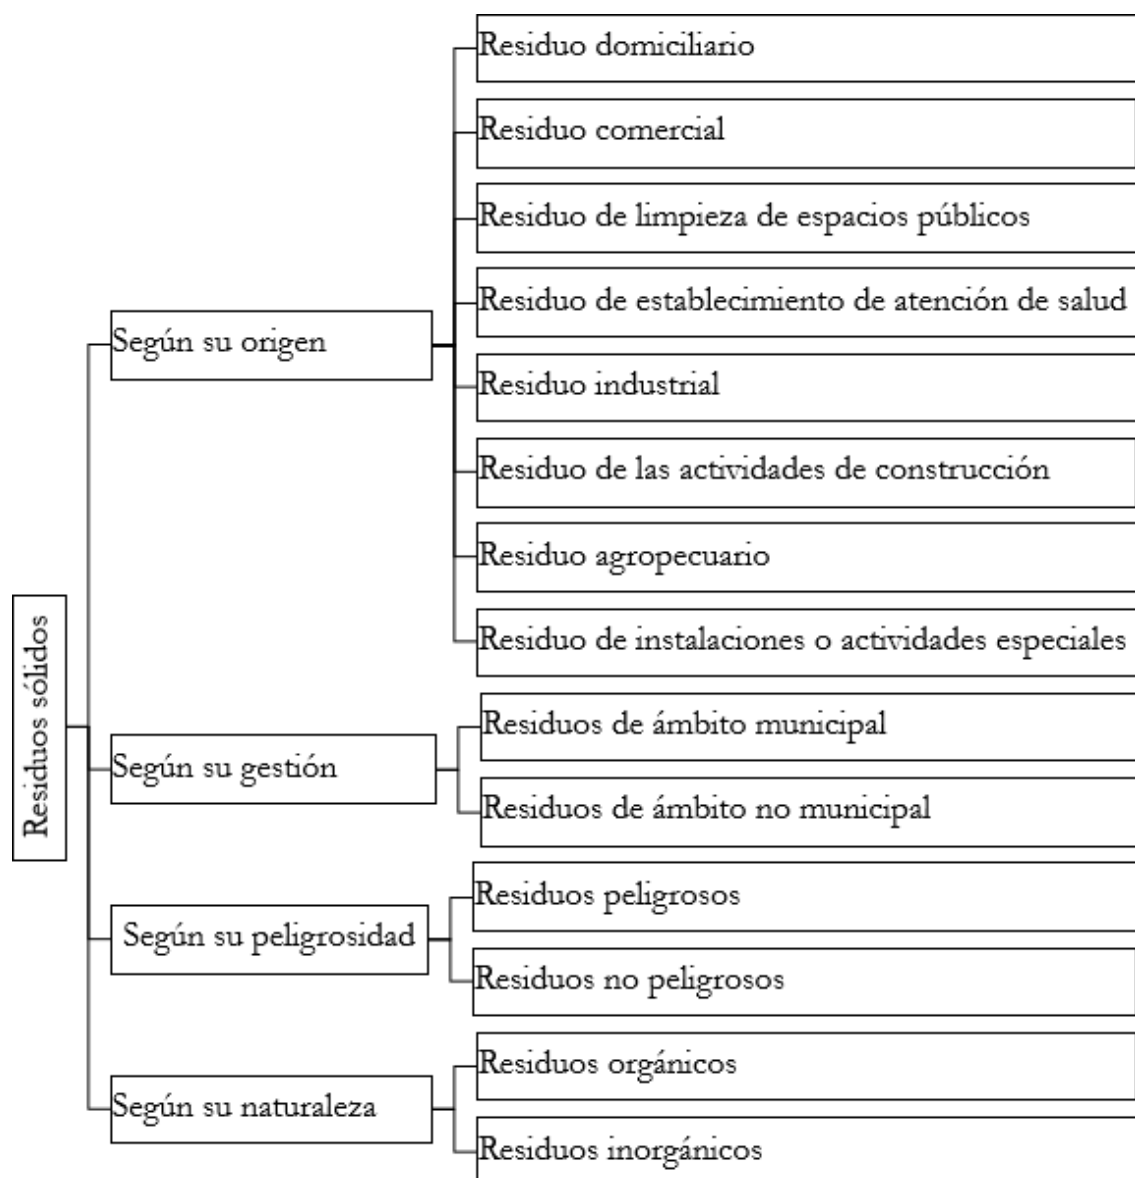 Residuos sólidos
Según su origen
Residuo domiciliario
Residuo comercial
Residuo de limpieza de espacios públicos
Residuo de establecimiento de atención de salud
Residuo industrial
Residuo de las actividades de construcción
Residuo agropecuario
Residuo de instalaciones o actividades especiales
Según su gestión
Residuos de ámbito municipal
Residuos de ámbito no municipal
Según su peligrosidad
Residuos peligrosos
Residuos no peligrosos
Según su naturaleza
Residuos orgánicos
Residuos inorgánicos